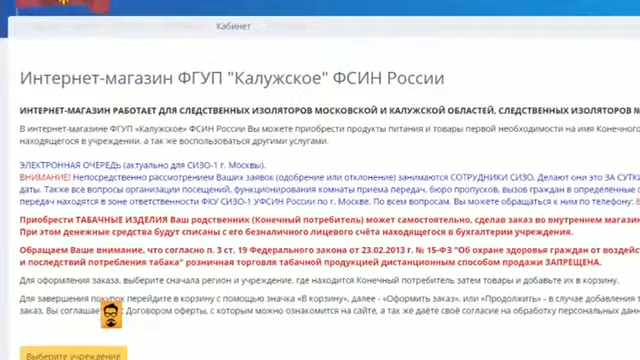 Кабинет
Интернет-магазин ФГУП "Калужское" ФСИН России
ИНТЕРНЕТ-МАГАЗИН РАБОТАЕТ ДЛЯ СЛЕДСТВЕННЫХ ИЗОЛЯТОРОВ МОСКОВСКОЙ И КАЛУЖСКОЙ ОБЛАСТЕЙ, СЛЕДСТВЕННЫХ ИЗОЛЯТОРОВ №
В интернет-магазине ФГУП «Калужское» ФСИН России Вы можете приобрести продукты питания и товары первой необходимости на имя Конечного
находящегося в учреждении, а так же воспользоваться другими услугами.
ЭЛЕКТРОННАЯ ОЧЕРЕДЬ (актуально для СИЗО-1 г. Москвы).
ВНИМАНИЕ! Непосредственно рассмотрением Ваших заявок (одобрение или отклонение) занимаются СОТРУДНИКИ СИЗО. Делают они это ЗА СУТКИ
даты. Также все вопросы организации посещений, функционирования комнаты приема передач, бюро пропусков, вызов граждан в определенные
передач находятся в зоне ответственности ФКУ СИЗО-1 УФСИН России по г. Москве. По всем вопросам, Вы можете обращаться к ним по телефону:
Приобрести ТАБАЧНЫЕ ИЗДЕЛИЯ Ваш родственник (Конечный потребитель) может самостоятельно, сделав заказ во внутреннем
При этом денежные средства будут списаны с его безналичного лицевого счёта находящегося в бухгалтерии учреждения.
Обращаем Ваше внимание, что согласно п. 3 ст. 19 Федерального закона от 23.02.2013 г. № 15-ФЗ "Об охране здоровья граждан от
и последствий потребления табака" розничная торговля табачной продукцией дистанционным способом продажи ЗАПРЕЩЕНА.
Для оформления заказа, выберите сначала регион и учреждение, где находится Конечный потребитель затем товары и добавьте их в корзину.
Для завершения покупок перейдите в корзину с помощью значка «В корзину», далее - «Оформить заказ», или «Продолжить» - в случае добавления
заказ, Вы соглашае с Договором оферты, с которым можно ознакомится на сайте, а так же даёте своё согласие на обработку персональных
Выберите учреждение